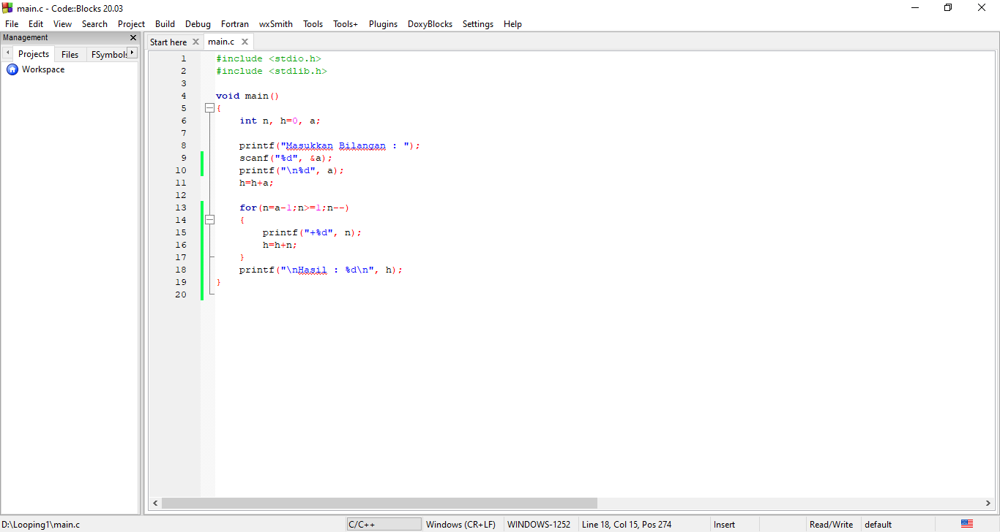 main.c - Code::Blocks 20.03
File Edit View Search Project Build Debug Fortran wxSmith Tools Tools+ Plugins DoxyBlocks Settings Help
Management
Projects Files FSymbols
Workspace
Start here main.c
1 #include <stdio.h>
2 #include <stdlib.h>
3
4 void main()
5 {
6 int n, h=0, a;
7
8 printf("Masukkan Bilangan : ");
9 scanf("%d", &a);
10 printf("\n%d", a);
11 h=h+a;
12
13 for(n=a-1;n>=1;n--)
14 {
15 printf("+%d", n);
16 h=h+n;
17 }
18 printf("\nHasil : %d\n", h);
19 }
20
D:\Looping1\main.c C/C++ Windows (CR+LF) WINDOWS-1252 Line 18, Col 15, Pos 274 Insert Read/Write default